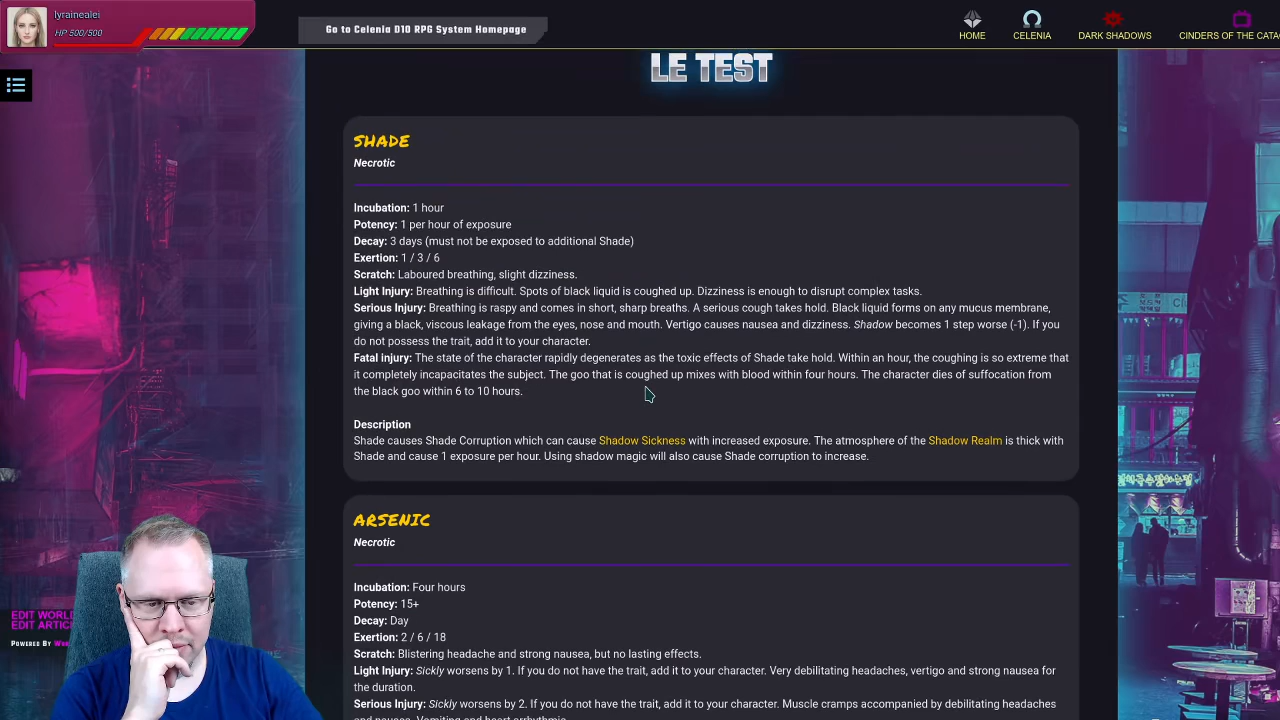 lyrainealei
HP 500/500
Go to Celenia D10 RPG System Homepage
HOME
CELENIA
DARK SHADOWS
CINDERS OF THE CATA
LE TEST
SHADE
Necrotic
Incubation: 1 hour
Potency: 1 per hour of exposure
Decay: 3 days (must not be exposed to additional Shade)
Exertion: 1 / 3 / 6
Scratch: Laboured breathing, slight dizziness.
Light Injury: Breathing is difficult. Spots of black liquid is coughed up. Dizziness is enough to disrupt complex tasks.
Serious Injury: Breathing is raspy and comes in short, sharp breaths. A serious cough takes hold. Black liquid forms on any mucus membrane,
giving a black, viscous leakage from the eyes, nose and mouth. Vertigo causes nausea and dizziness. Shadow becomes 1 step worse (-1). If you
do not possess the trait, add it to your character.
Fatal injury: The state of the character rapidly degenerates as the toxic effects of Shade take hold. Within an hour, the coughing is so extreme that
it completely incapacitates the subject. The goo that is coughed up mixes with blood within four hours. The character dies of suffocation from
the black goo within 6 to 10 hours.
Description
Shade causes Shade Corruption which can cause Shadow Sickness with increased exposure. The atmosphere of the Shadow Realm is thick with
Shade and cause 1 exposure per hour. Using shadow magic will also cause Shade corruption to increase.
ARSENIC
Necrotic
Incubation: Four hours
Potency: 15+
Decay: Day
Exertion: 2 / 6 / 18
Scratch: Blistering headache and strong nausea, but no lasting effects.
Light Injury: Sickly worsens by 1. If you do not have the trait, add it to your character. Very debilitating headaches, vertigo and strong nausea for
the duration.
Serious Injury: Sickly worsens by 2. If you do not have the trait, add it to your character. Muscle cramps accompanied by debilitating headaches
and nausea. Vomiting and heart arrhythmia.
EDIT WORL
EDIT ARTIC
POWERED BY